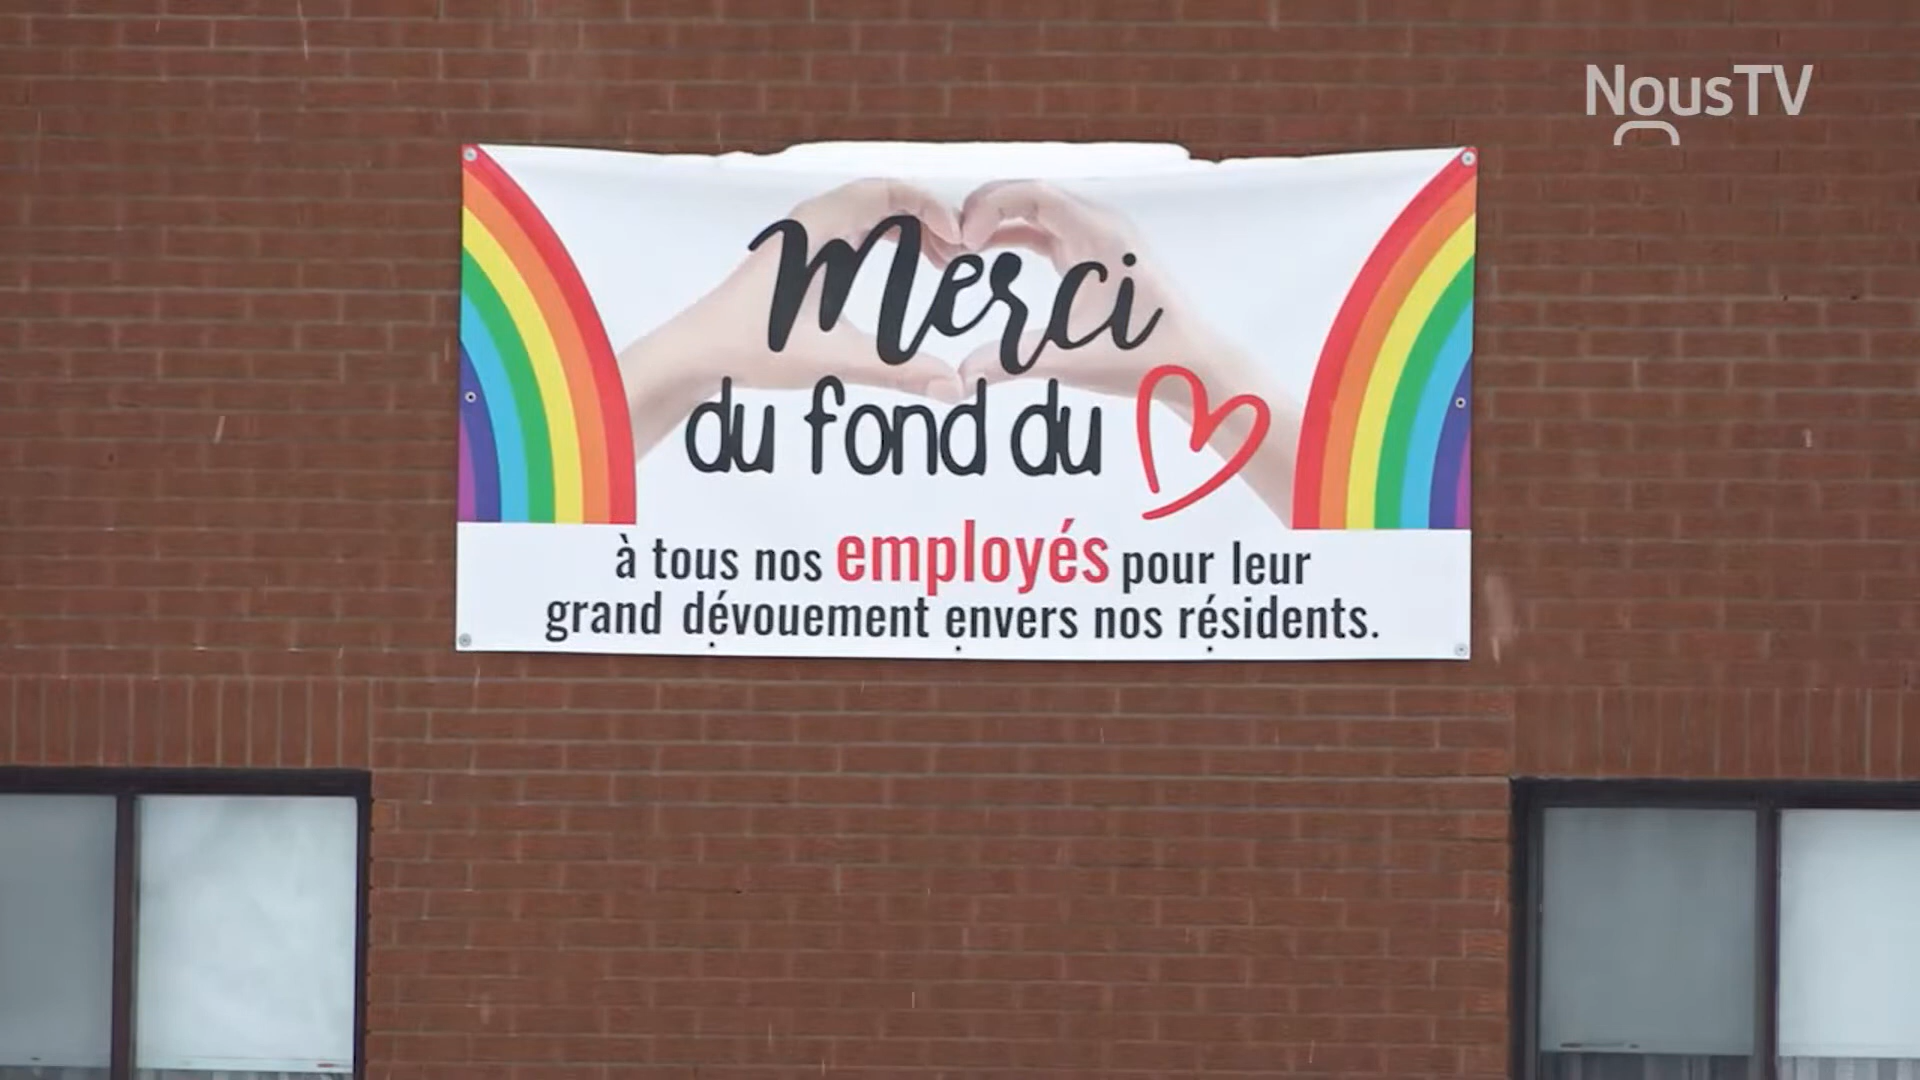 NousTV
Merci
du fond du
à tous nos employés pour leur
grand dévouement envers nos résidents.